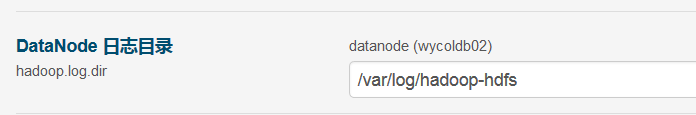 DataNode 日志目录
hadoop.log.dir
datanode (wycoldb02)
/var/log/hadoop-hdfs